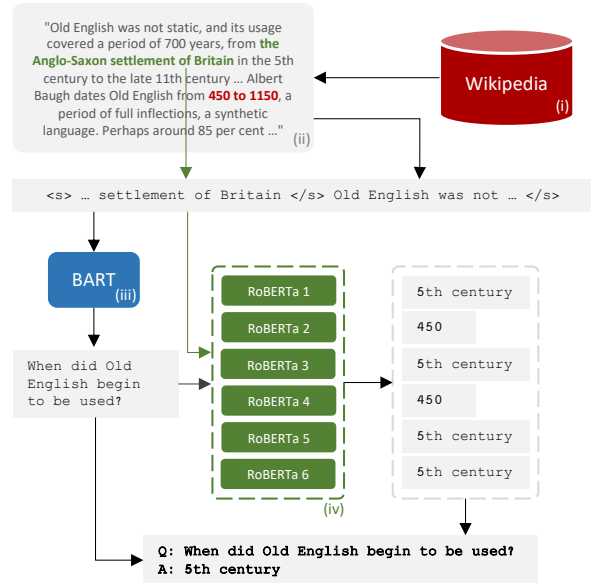 "Old English was not static, and its usage
covered a period of 700 years, from the
Anglo-Saxon settlement of Britain in the 5th
century to the late 11th century … Albert
Baugh dates Old English from 450 to 1150, a
period of full inflections, a synthetic
language. Perhaps around 85 per cent …"
(ii)
Wikipedia
(i)
<s> … settlement of Britain </s> Old English was not … </s>
BART
(iii)
When did Old
English begin
to be used?
RoBERTa 1
RoBERTa 2
RoBERTa 3
RoBERTa 4
RoBERTa 5
RoBERTa 6
(iv)
5th century
450
5th century
450
5th century
5th century
Q: When did Old English begin to be used?
A: 5th century